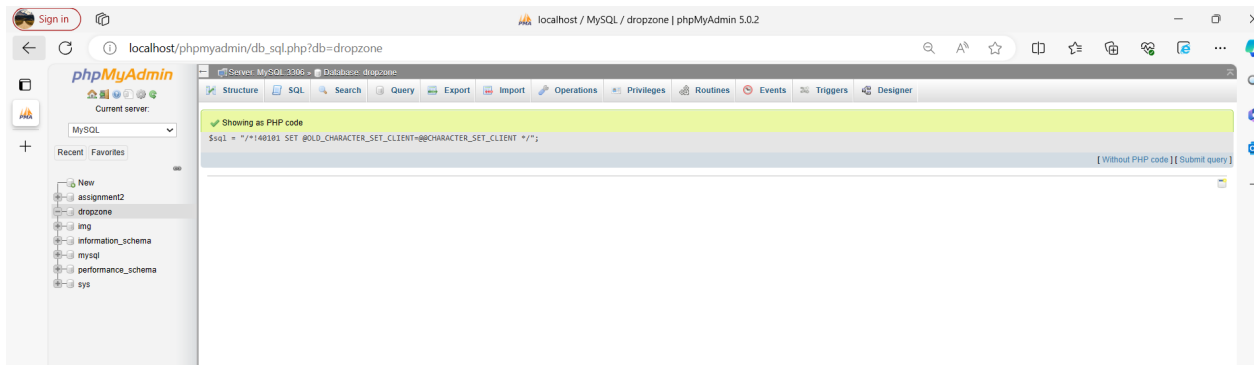 Sign in
localhost / MySQL / dropzone | phpMyAdmin 5.0.2
localhost/phpmyadmin/db_sql.php?db=dropzone
phpMyAdmin
Current server:
MySQL
Recent Favorites
New
assignment2
dropzone
img
information_schema
mysql
performance_schema
sys
Server: MySQL:3306 » Database: dropzone
Structure SQL Search Query Export Import Operations Privileges Routines Events Triggers Designer
Showing as PHP code
$sql = "/*!40101 SET @OLD_CHARACTER_SET_CLIENT=@@CHARACTER_SET_CLIENT */";
[ Without PHP code ] [ Submit query ]